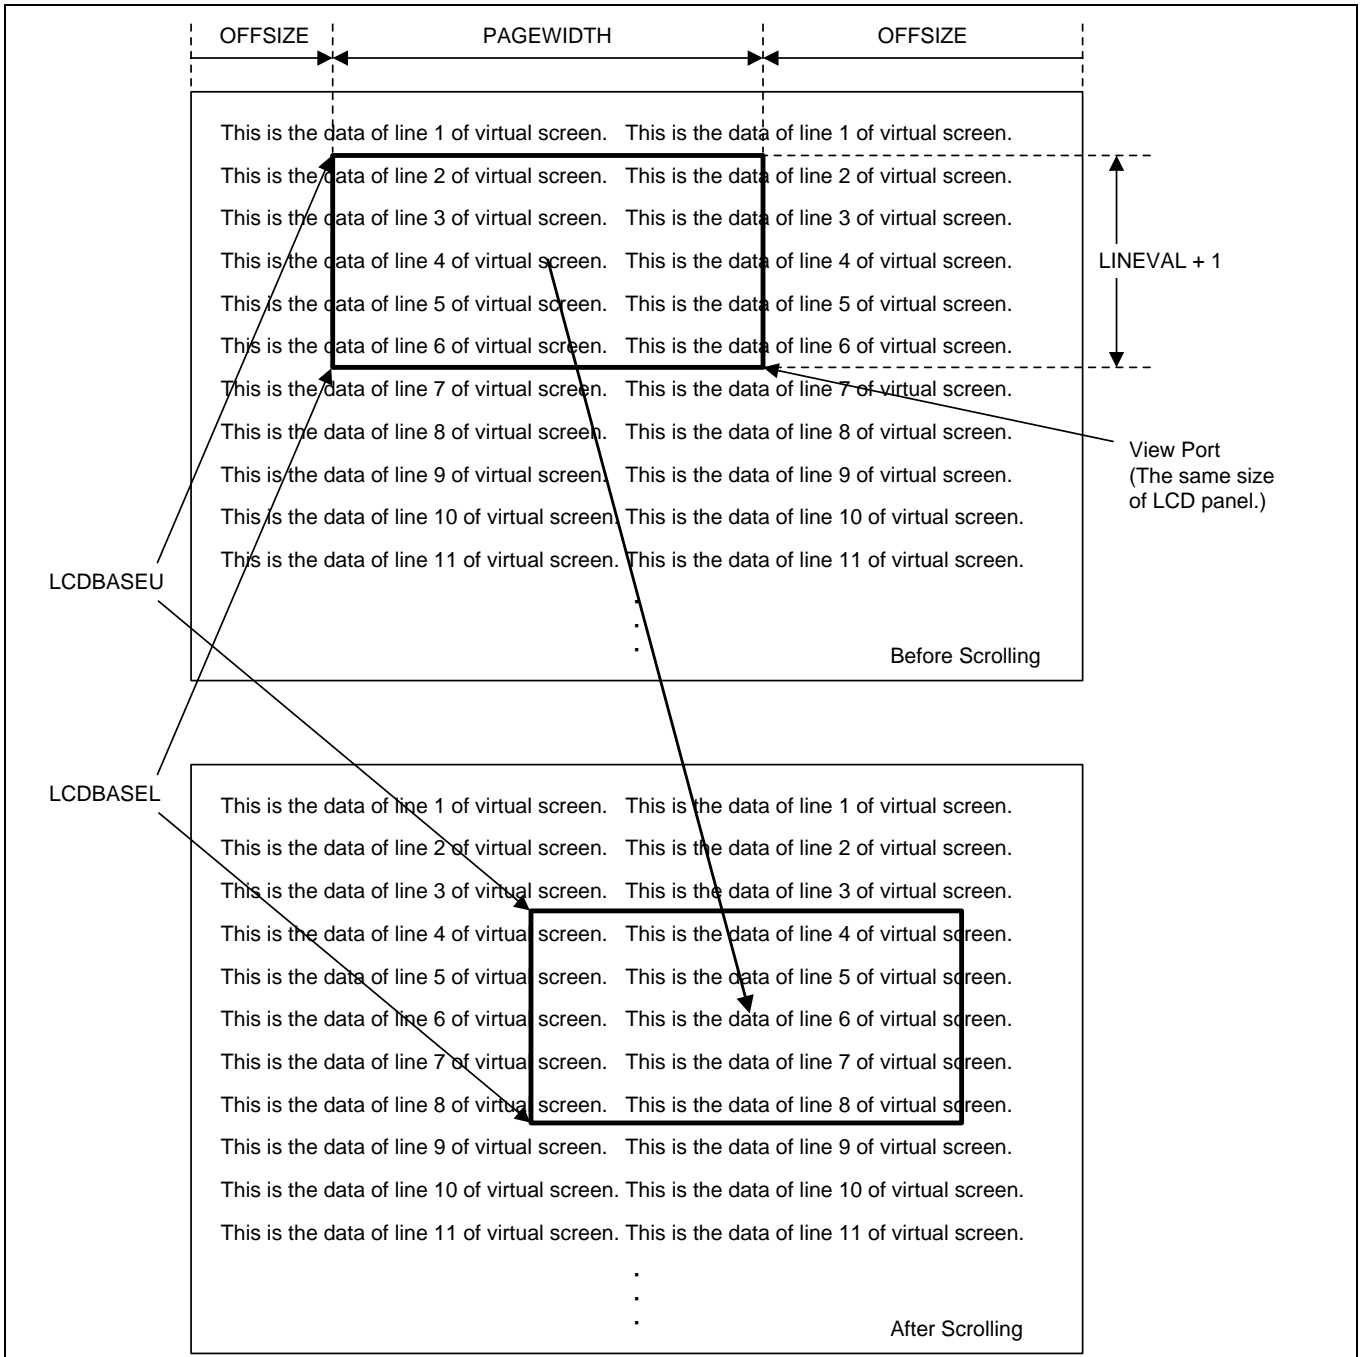 OFFSIZE PAGEWIDTH OFFSIZE
This is the data of line 1 of virtual screen. This is the data of line 1 of virtual screen.
This is the data of line 2 of virtual screen. This is the data of line 2 of virtual screen.
This is the data of line 3 of virtual screen. This is the data of line 3 of virtual screen.
This is the data of line 4 of virtual screen. This is the data of line 4 of virtual screen.
LINEVAL + 1
This is the data of line 5 of virtual screen. This is the data of line 5 of virtual screen.
This is the data of line 6 of virtual screen. This is the data of line 6 of virtual screen.
This is the data of line 7 of virtual screen. This is the data of line 7 of virtual screen.
This is the data of line 8 of virtual screen. This is the data of line 8 of virtual screen.
This is the data of line 9 of virtual screen. This is the data of line 9 of virtual screen.
This is the data of line 10 of virtual screen. This is the data of line 10 of virtual screen.
This is the data of line 11 of virtual screen. This is the data of line 11 of virtual screen.
.
.
.
View Port
(The same size
of LCD panel.)
LCDBASEU
Before Scrolling
LCDBASEL
This is the data of line 1 of virtual screen. This is the data of line 1 of virtual screen.
This is the data of line 2 of virtual screen. This is the data of line 2 of virtual screen.
This is the data of line 3 of virtual screen. This is the data of line 3 of virtual screen.
This is the data of line 4 of virtual screen. This is the data of line 4 of virtual screen.
This is the data of line 5 of virtual screen. This is the data of line 5 of virtual screen.
This is the data of line 6 of virtual screen. This is the data of line 6 of virtual screen.
This is the data of line 7 of virtual screen. This is the data of line 7 of virtual screen.
This is the data of line 8 of virtual screen. This is the data of line 8 of virtual screen.
This is the data of line 9 of virtual screen. This is the data of line 9 of virtual screen.
This is the data of line 10 of virtual screen. This is the data of line 10 of virtual screen.
This is the data of line 11 of virtual screen. This is the data of line 11 of virtual screen.
.
.
.
After Scrolling